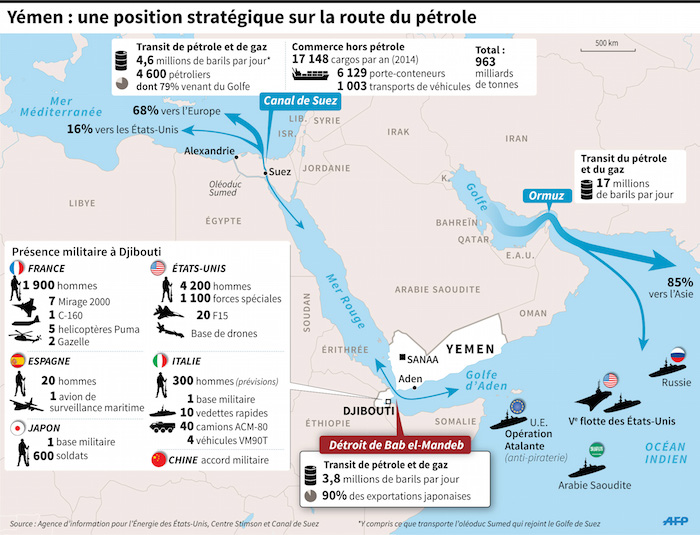 Yémen : une position stratégique sur la route du pétrole
Transit de pétrole et de gaz
4,6 millions de barils par jour*
4 600 pétroliers
dont 79% venant du Golfe
Commerce hors pétrole
17 148 cargos par an (2014)
6 129 porte-conteneurs
1 003 transports de véhicules
Total :
963
milliards
de tonnes
500 km
Mer
Méditerranée
68% vers l'Europe
16% vers les États-Unis
Canal de Suez
LIB.
SYRIE
ISR.
IRAK
IRAN
Alexandrie
Suez
JORDANIE
Oléoduc
Sumed
LIBYE
ÉGYPTE
KOWEIT
Golfe
Ormuz
BAHREÏN
QATAR
E.A.U.
Transit du pétrole
et du gaz
17 millions
de barils par jour
85%
vers l'Asie
ARABIE SAOUDITE
OMAN
Mer Rouge
SOUDAN
ÉRITHRÉE
YEMEN
SANAA
Aden
Golfe
d'Aden
DJIBOUTI
ÉTHIOPIE
SOMALIE
Présence militaire à Djibouti
FRANCE
1 900 hommes
7 Mirage 2000
1 C-160
5 helicoptères Puma
2 Gazelle
ÉTATS-UNIS
4 200 hommes
1 100 forces spéciales
20 F15
Base de drones
ESPAGNE
20 hommes
1 avion de
surveillance maritime
ITALIE
300 hommes (prévisions)
1 base militaire
10 vedettes rapides
40 camions ACM-80
4 véhicules VM90T
JAPON
1 base militaire
600 soldats
CHINE accord militaire
Détroit de Bab el-Mandeb
Transit de pétrole et de gaz
3,8 millions de barils par jour
90% des exportations japonaises
U.E.
Opération
Atalante
(anti-piraterie)
Ve flotte des États-Unis
Russie
Arabie Saoudite
OCÉAN
INDIEN
Source : Agence d'information pour l'Énergie des États-Unis, Centre Stimson et Canal de Suez
*Y compris ce que transporte l'oléoduc Sumed qui rejoint le Golfe de Suez
AFP